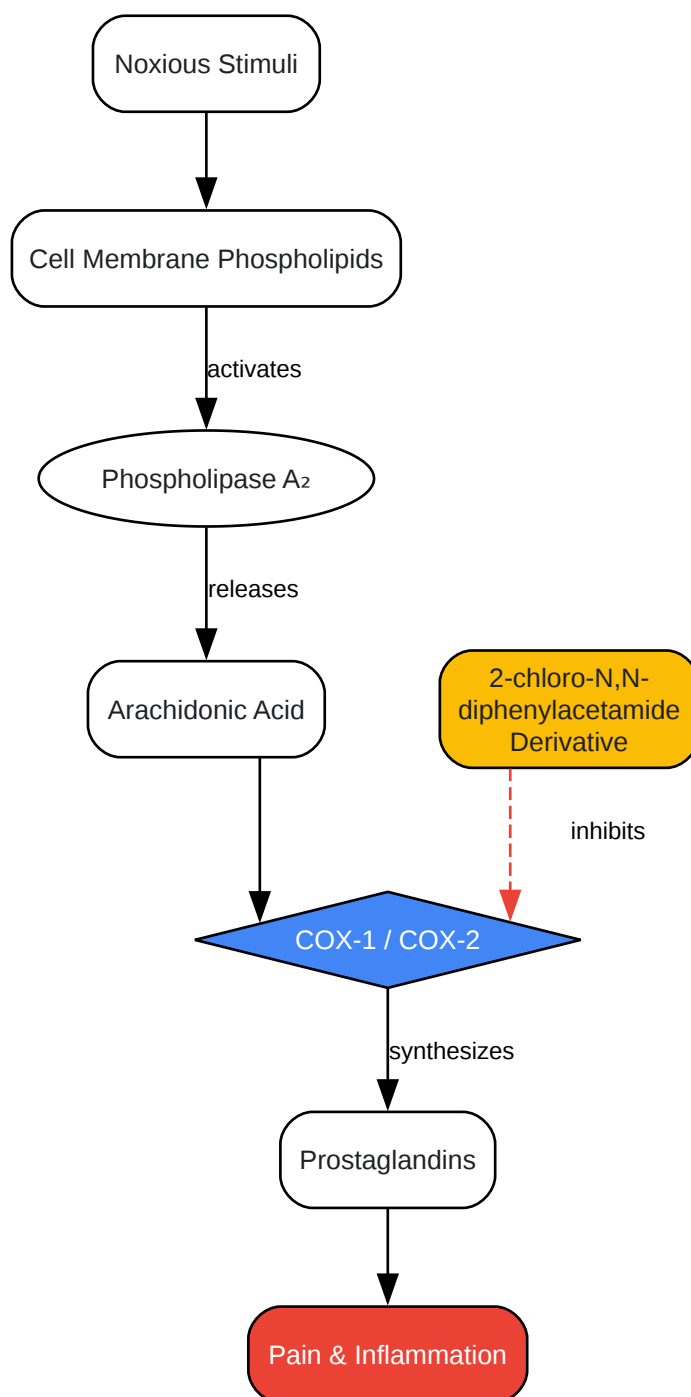 Noxious Stimuli
Cell Membrane Phospholipids
activates
Phospholipase A₂
releases
Arachidonic Acid
2-chloro-N,N-
diphenylacetamide
Derivative
inhibits
COX-1 / COX-2
synthesizes
Prostaglandins
Pain & Inflammation